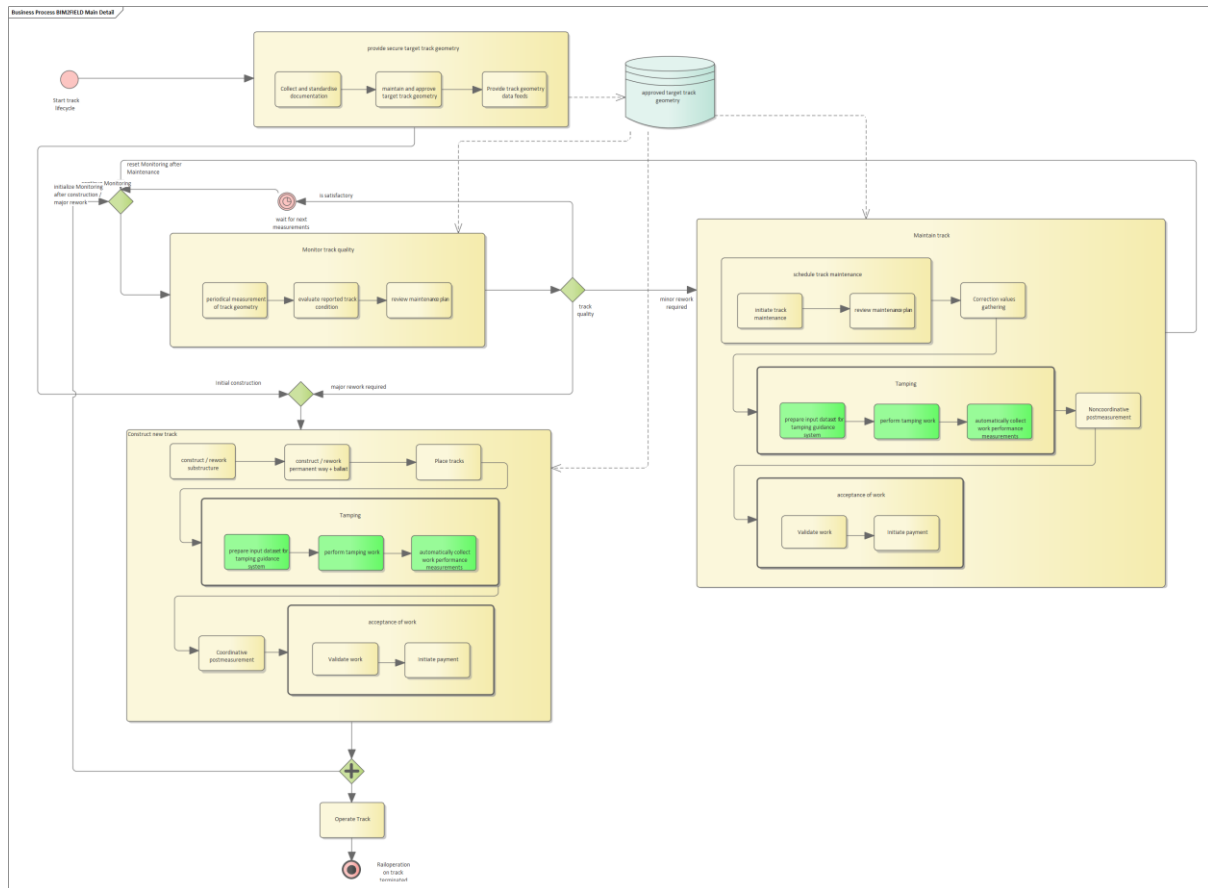 Business Process BIM2FIELD Main Detail
provide secure target track geometry
Collect and standardise
documentation
maintain and approve
target track geometry
Provide track geometry
data feeds
approved target track
geometry
Start track
lifecycle
reset Monitoring after
Maintenance
Monitoring
initialize Monitoring
after construction /
major rework
is satisfactory
wait for next
measurements
Monitor track quality
periodical measurement
of track geometry
evaluate reported track
condition
review maintenance plan
track
quality
minor rework
required
Maintain track
schedule track maintenance
initiate track
maintenance
review maintenance plan
Correction values
gathering
Tamping
prepare input dataset for
tamping guidance
system
perform tamping work
automatically collect
work performance
measurements
Noncoordinative
postmeasurement
acceptance of work
Validate work
Initiate payment
Initial construction
major rework required
Construct new track
construct / rework
substructure
construct / rework
permanent way + ballast
Place tracks
Tamping
prepare input dataset for
tamping guidance
system
perform tamping work
automatically collect
work performance
measurements
Coordinative
postmeasurement
acceptance of work
Validate work
Initiate payment
Operate Track
Railoperation
on track
terminated